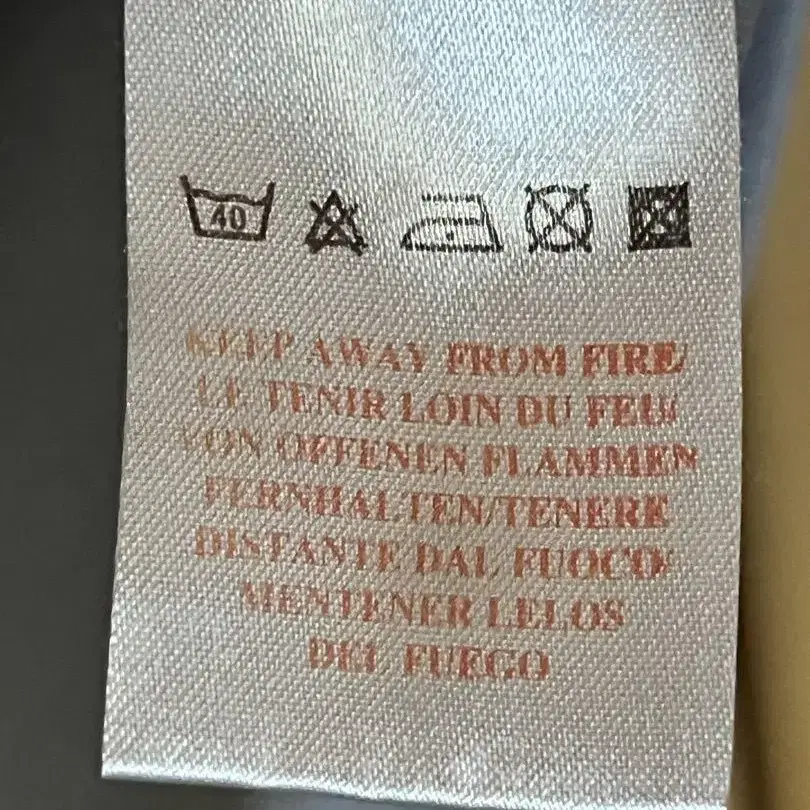 40
KEEP AWAY FROM FIRE/
LE TENIR LOIN DU FEU/
VON OFFENEN FLAMMEN
FERNHALTEN/TENERE
DISTANTE DAL FUOCO/
MENTENER LELOS
DEL FUEGO